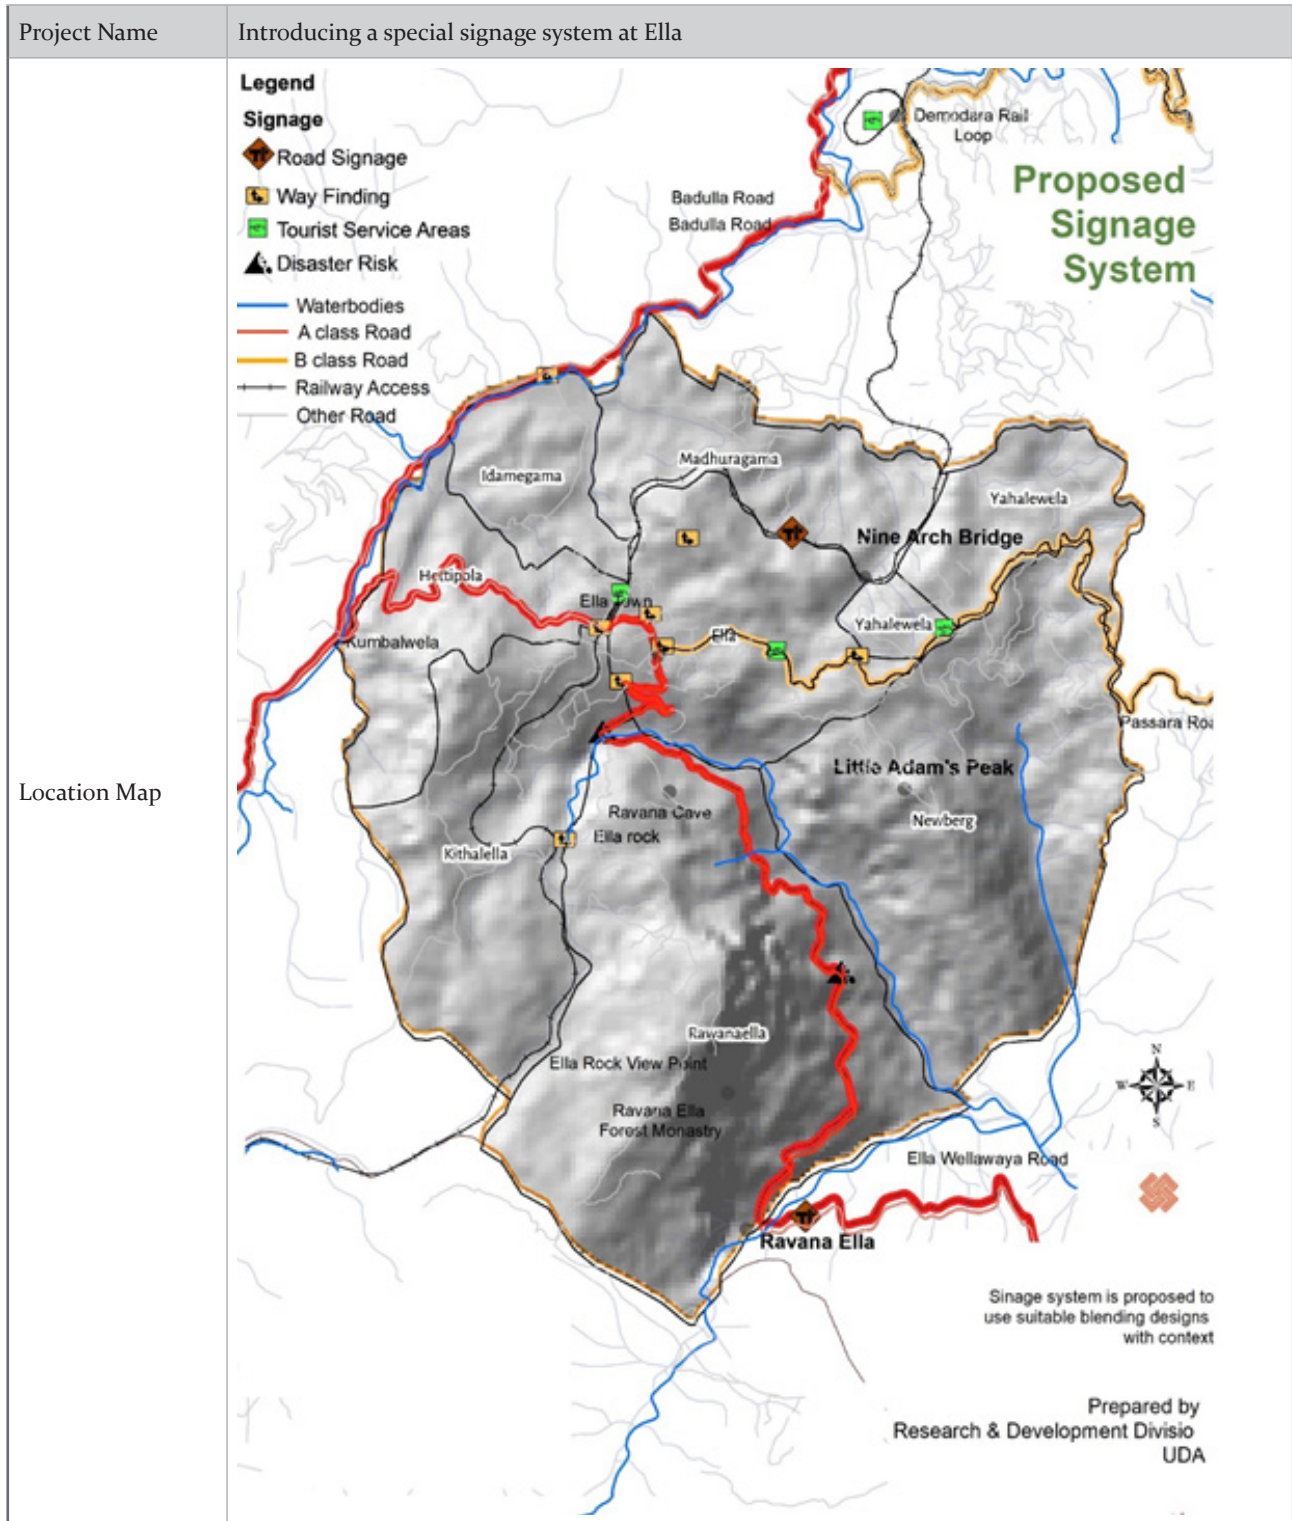 Project Name
Introducing a special signage system at Ella
Location Map
Legend
Signage
Road Signage
Way Finding
Tourist Service Areas
Disaster Risk
Waterbodies
A class Road
B class Road
Railway Access
Other Road
Demodara Rail
Loop
Proposed
Signage
System
Badulla Road
Badulla Road
Idamegama
Madhuragama
Yahalewela
Nine Arch Bridge
Hettipola
Ella Town
Kumbalwela
Ella
Yahalewela
Passara Roa
Little Adam's Peak
Ravana Cave
Newberg
Ella rock
Kithalella
Rawanaella
Ella Rock View Point
Ravana Ella
Forest Monastry
N
W
E
S
Ella Wellawaya Road
Ravana Ella
Sinage system is proposed to
use suitable blending designs
with context
Prepared by
Research & Development Divisio
UDA